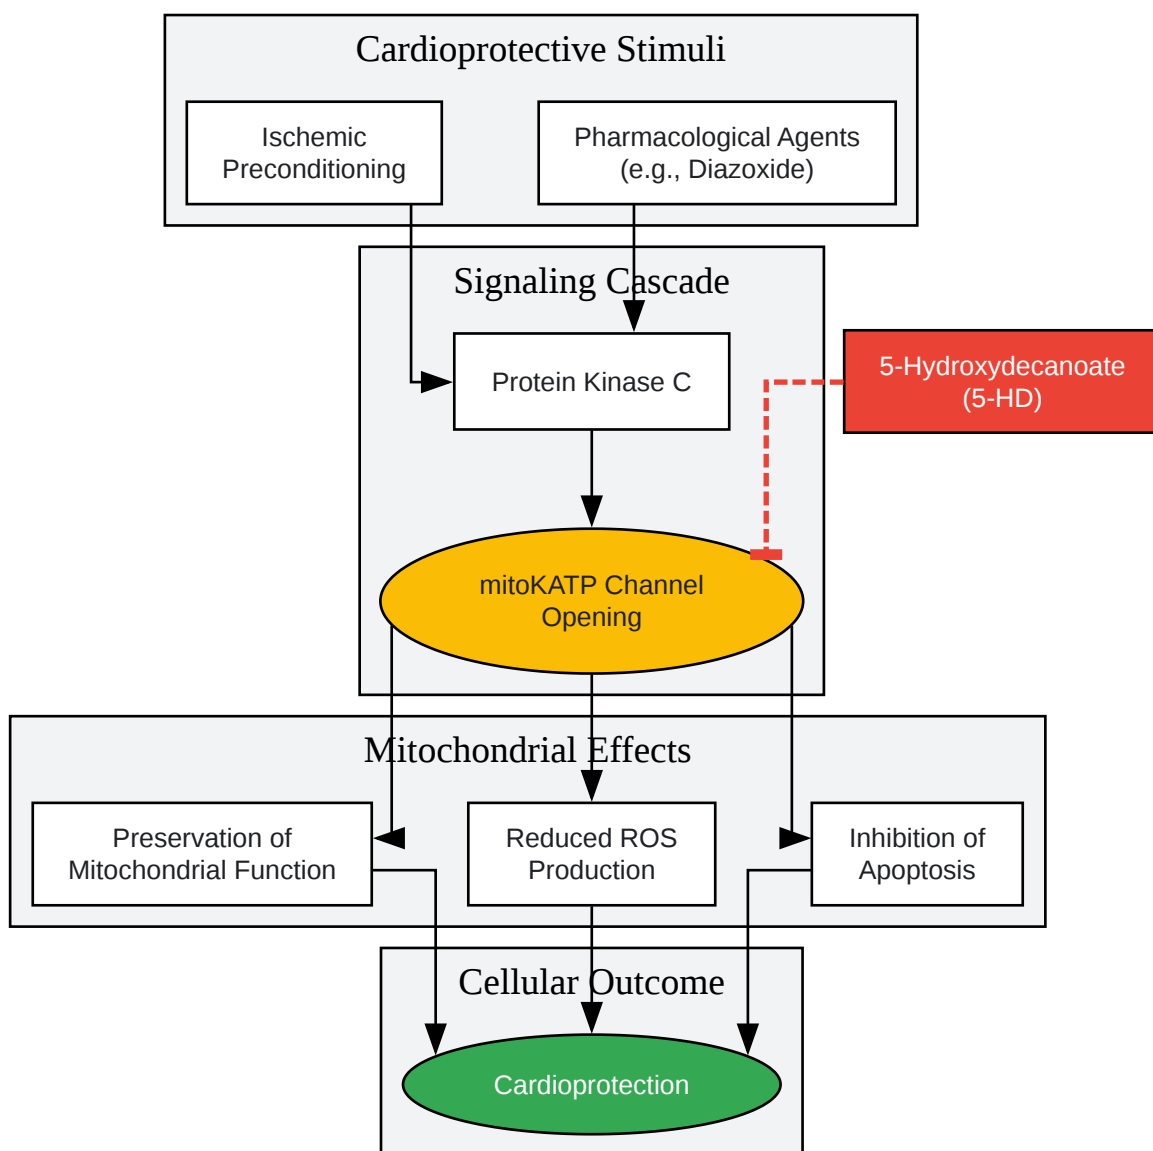 Cardioprotective Stimuli
Ischemic
Preconditioning
Pharmacological Agents
(e.g., Diazoxide)
Signaling Cascade
Protein Kinase C
5-Hydroxydecanoate
(5-HD)
mitoKATP Channel
Opening
Mitochondrial Effects
Preservation of
Mitochondrial Function
Reduced ROS
Production
Inhibition of
Apoptosis
Cellular Outcome
Cardioprotection